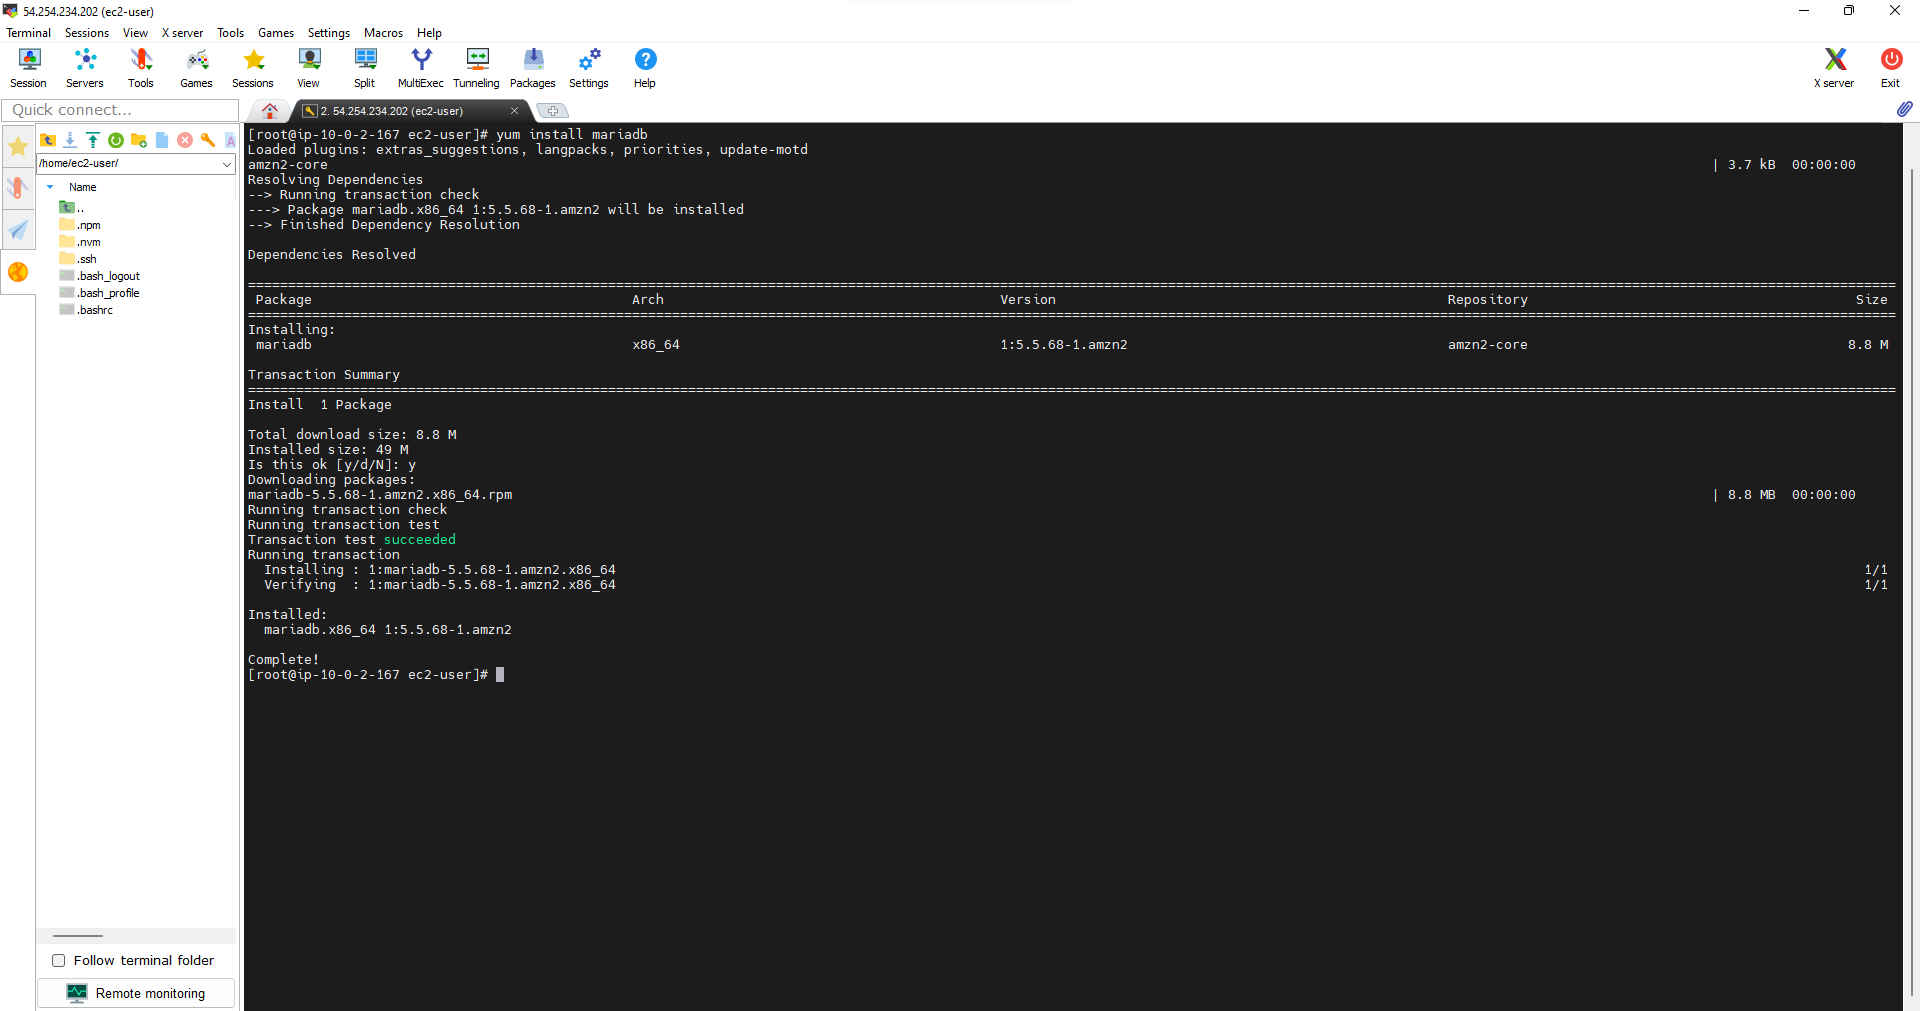 54.254.234.202 (ec2-user)
Terminal Sessions View X server Tools Games Settings Macros Help
Session Servers Tools Games Sessions View Split MultiExec Tunneling Packages Settings Help X server Exit
Quick connect...
2. 54.254.234.202 (ec2-user)
/home/ec2-user/
Name
..
.npm
.nvm
.ssh
.bash_logout
.bash_profile
.bashrc
Follow terminal folder
Remote monitoring
[root@ip-10-0-2-167 ec2-user]# yum install mariadb
Loaded plugins: extras_suggestions, langpacks, priorities, update-motd
amzn2-core | 3.7 kB 00:00:00
Resolving Dependencies
--> Running transaction check
---> Package mariadb.x86_64 1:5.5.68-1.amzn2 will be installed
--> Finished Dependency Resolution
Dependencies Resolved
Package Arch Version Repository Size
Installing:
mariadb x86_64 1:5.5.68-1.amzn2 amzn2-core 8.8 M
Transaction Summary
Install 1 Package
Total download size: 8.8 M
Installed size: 49 M
Is this ok [y/d/N]: y
Downloading packages:
mariadb-5.5.68-1.amzn2.x86_64.rpm | 8.8 MB 00:00:00
Running transaction check
Running transaction test
Transaction test succeeded
Running transaction
Installing : 1:mariadb-5.5.68-1.amzn2.x86_64 1/1
Verifying : 1:mariadb-5.5.68-1.amzn2.x86_64 1/1
Installed:
mariadb.x86_64 1:5.5.68-1.amzn2
Complete!
[root@ip-10-0-2-167 ec2-user]#